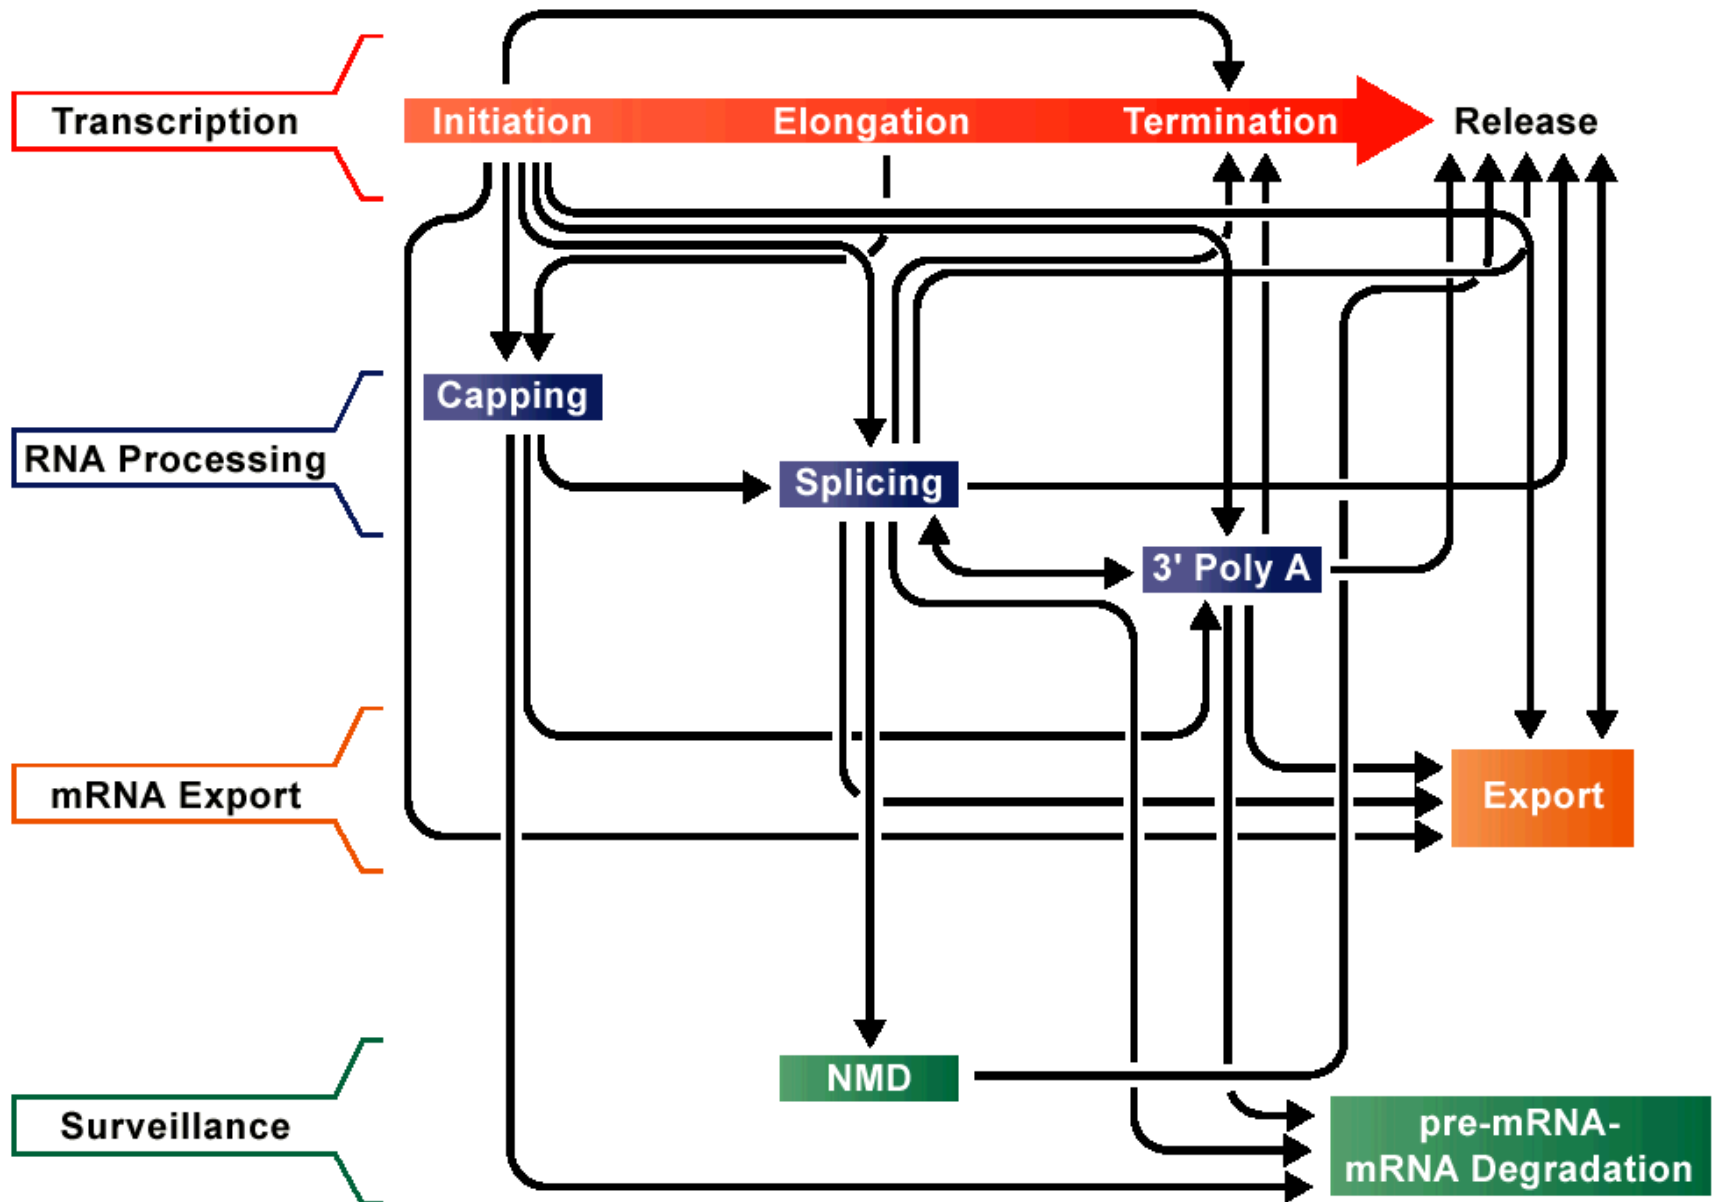 Transcription
Initiation
Elongation
Termination
Release
Capping
RNA Processing
Splicing
3' Poly A
mRNA Export
Export
NMD
Surveillance
pre-mRNA-
mRNA Degradation